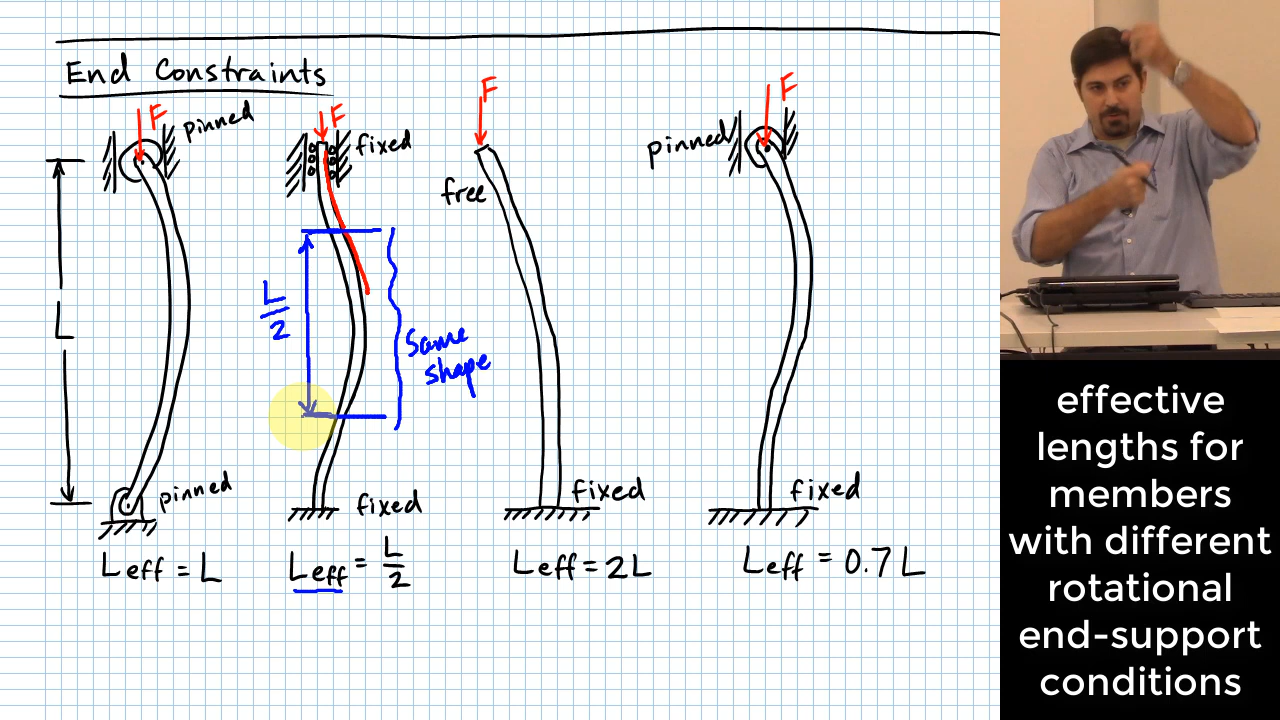 End Constraints
F
pinned
L
pinned
Leff = L
F
fixed
L/2
Same
shape
fixed
Leff = L/2
F
free
fixed
Leff = 2L
F
pinned
fixed
Leff = 0.7L
effective
lengths for
members
with different
rotational
end-support
conditions